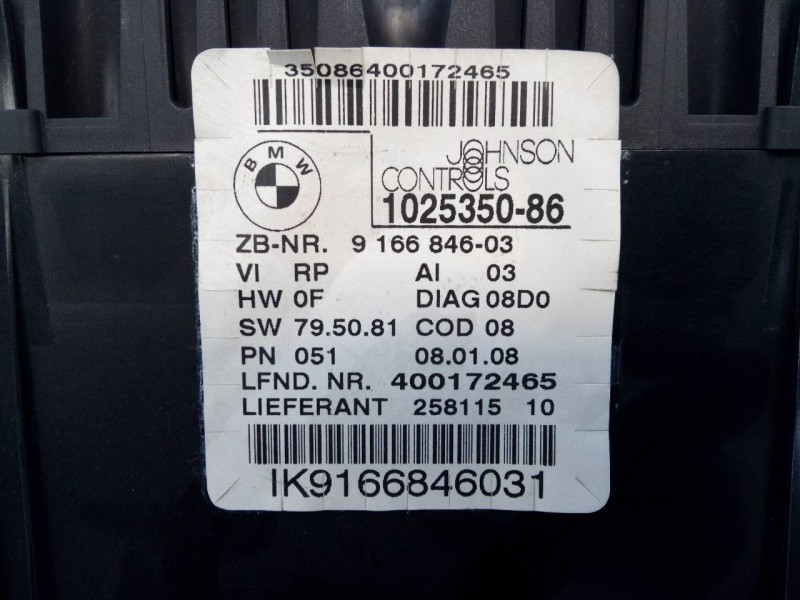 35086400172465
BMW
JOHNSON
CONTROLS
1025350-86
ZB-NR. 9 166 846-03
VI RP AI 03
HW 0F DIAG 08D0
SW 79.50.81 COD 08
PN 051 08.01.08
LFND. NR. 400172465
LIEFERANT 258115 10
IK9166846031